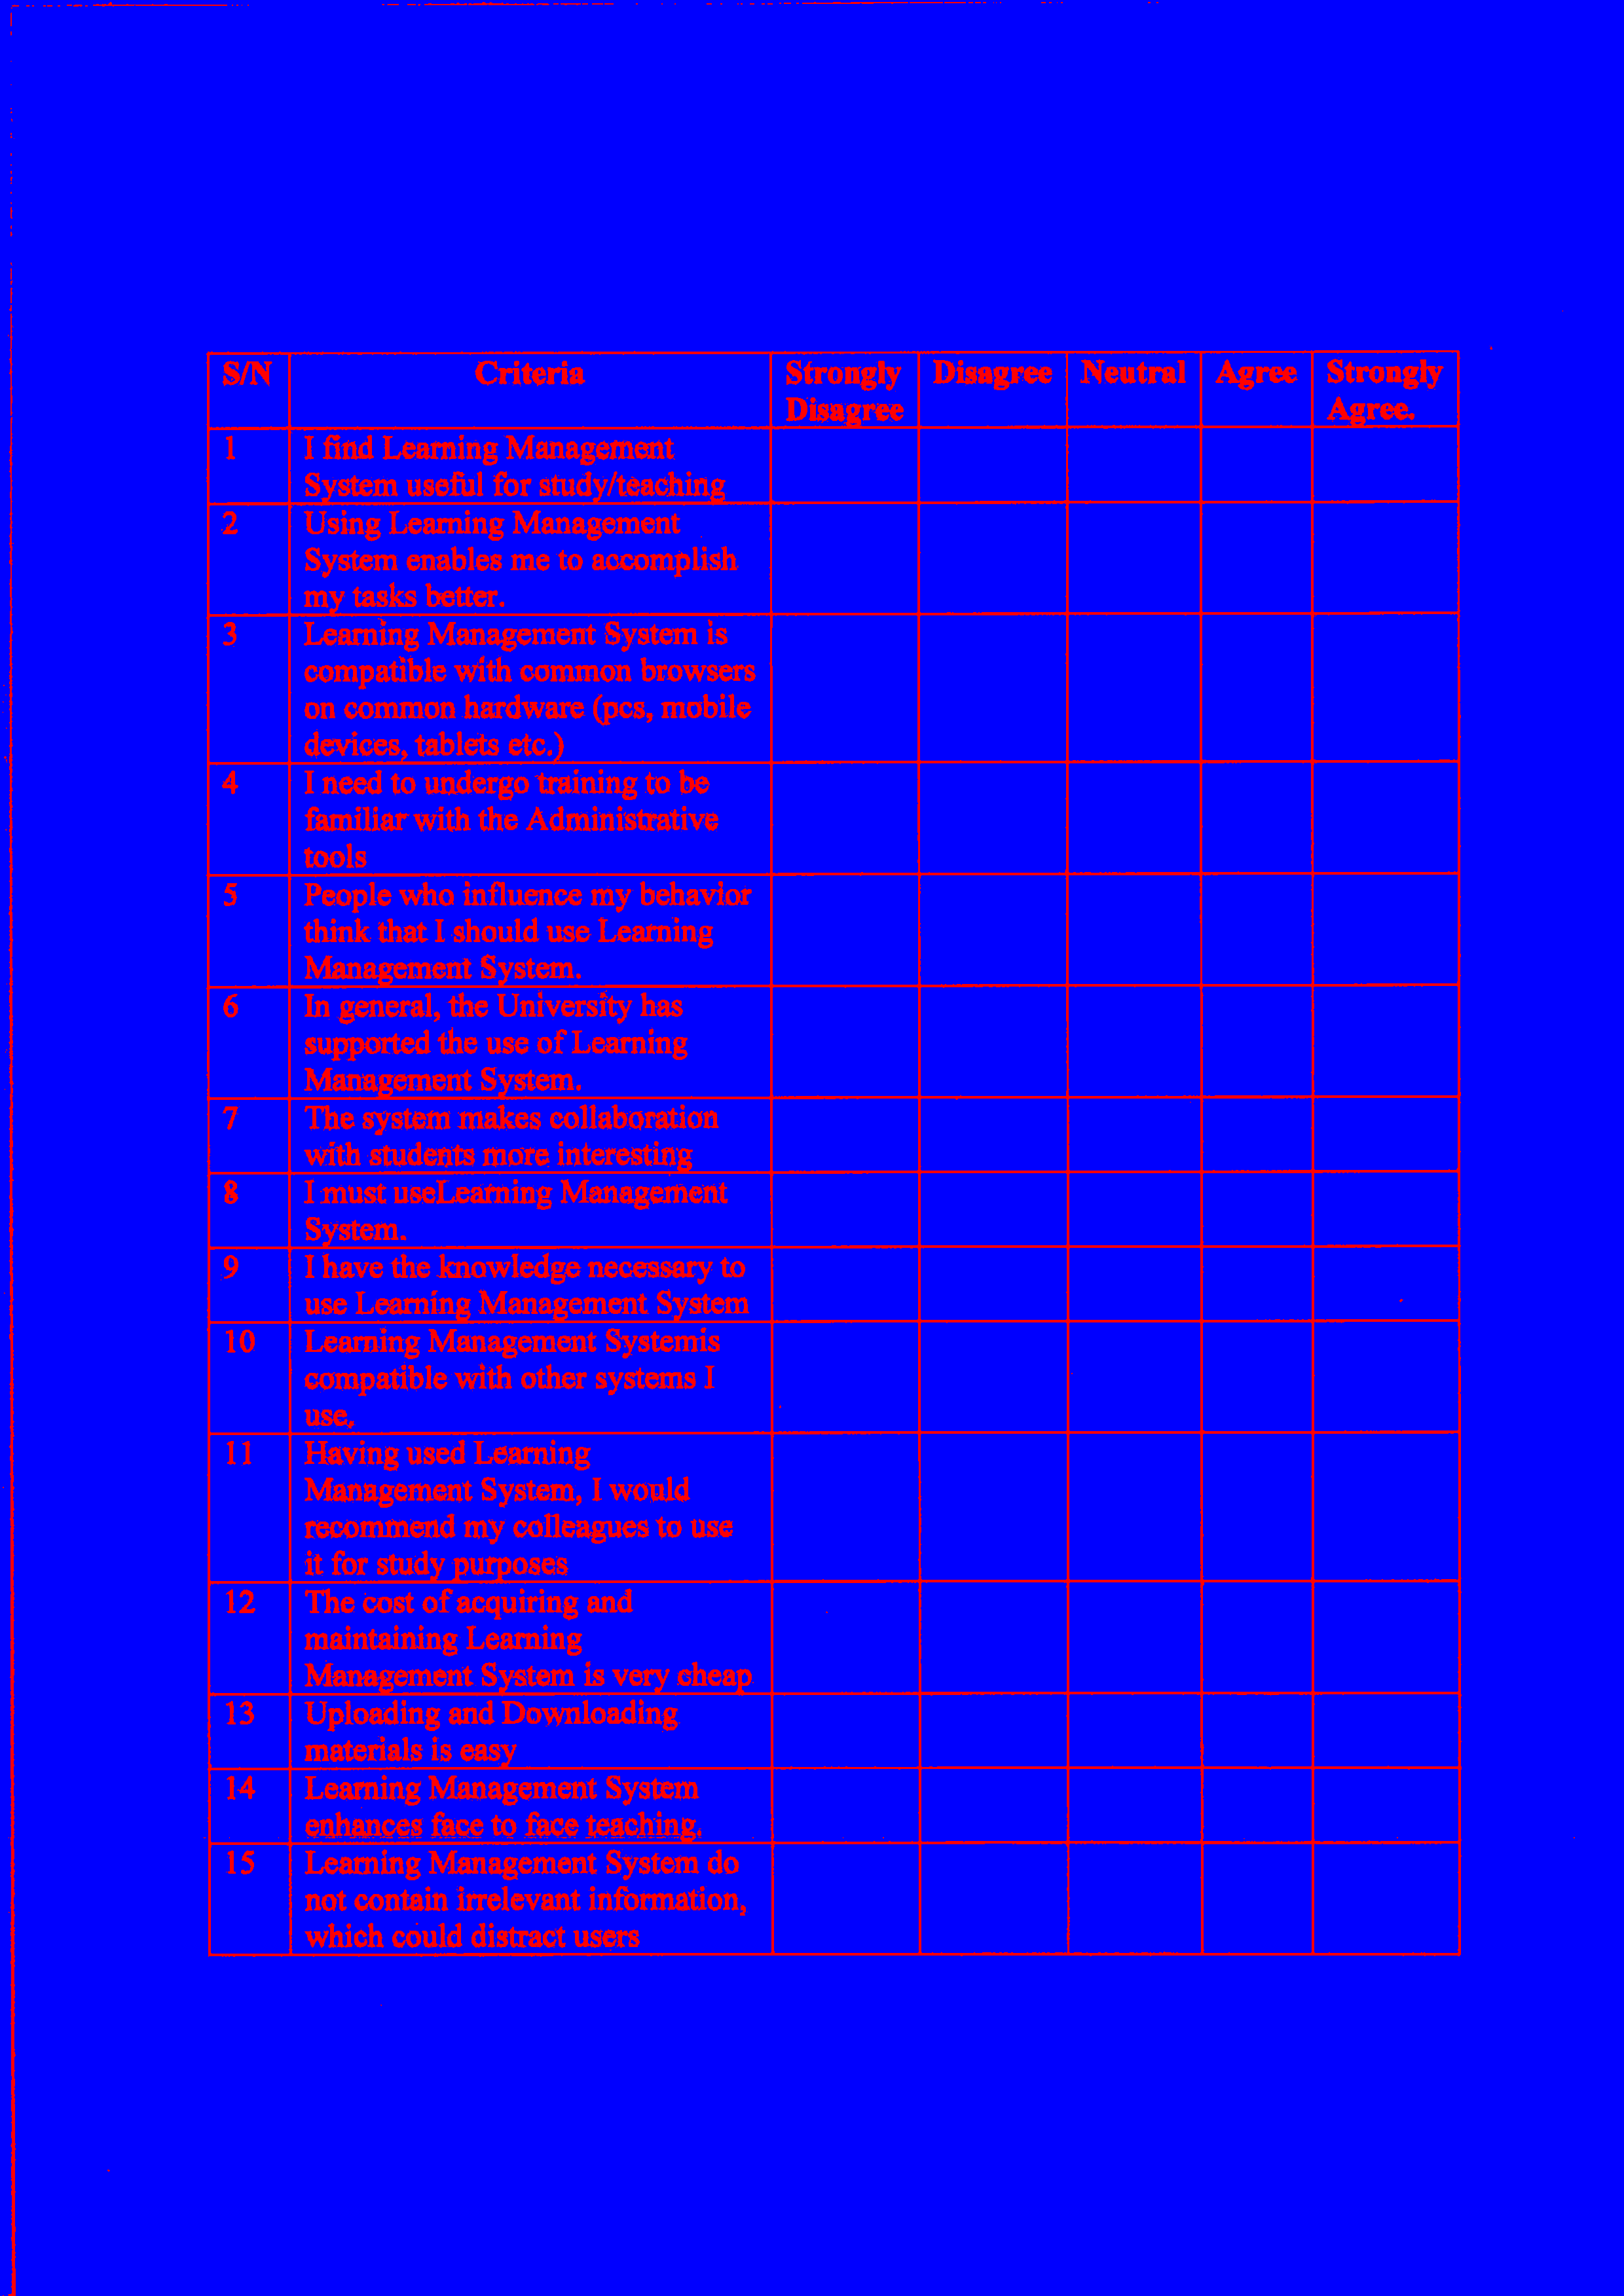 S/N Criteria Strongly Disagree Neutral Agree Strongly
Disagree Agree.
1 I find Learning Management
System useful for study/teaching
2 Using Learning Management
System enables me to accomplish
my tasks better.
3 Learning Management System is
compatible with common browsers
on common hardware (pcs, mobile
devices, tablets etc.)
4 I need to undergo training to be
familiar with the Administrative
tools
5 People who influence my behavior
think that I should use Learning
Management System.
6 In general, the University has
supported the use of Learning
Management System.
7 The system makes collaboration
with students more interesting
8 I must useLearning Management
System.
9 I have the knowledge necessary to
use Learning Management System
10 Learning Management Systemis
compatible with other systems I
use.
11 Having used Learning
Management System, I would
recommend my colleagues to use
it for study purposes
12 The cost of acquiring and
maintaining Learning
Management System is very cheap
13 Uploading and Downloading
materials is easy
14 Learning Management System
enhances face to face teaching.
15 Learning Management System do
not contain irrelevant information,
which could distract users